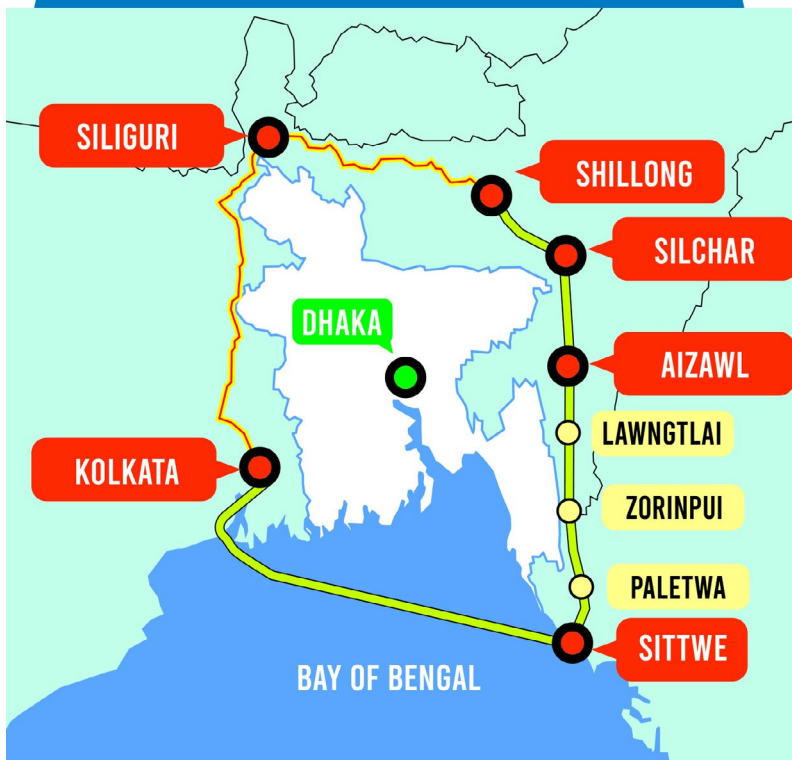 SILIGURI
SHILLONG
SILCHAR
DHAKA
AIZAWL
LAWNGTLAI
KOLKATA
ZORINPUI
PALETWA
SITTWE
BAY OF BENGAL